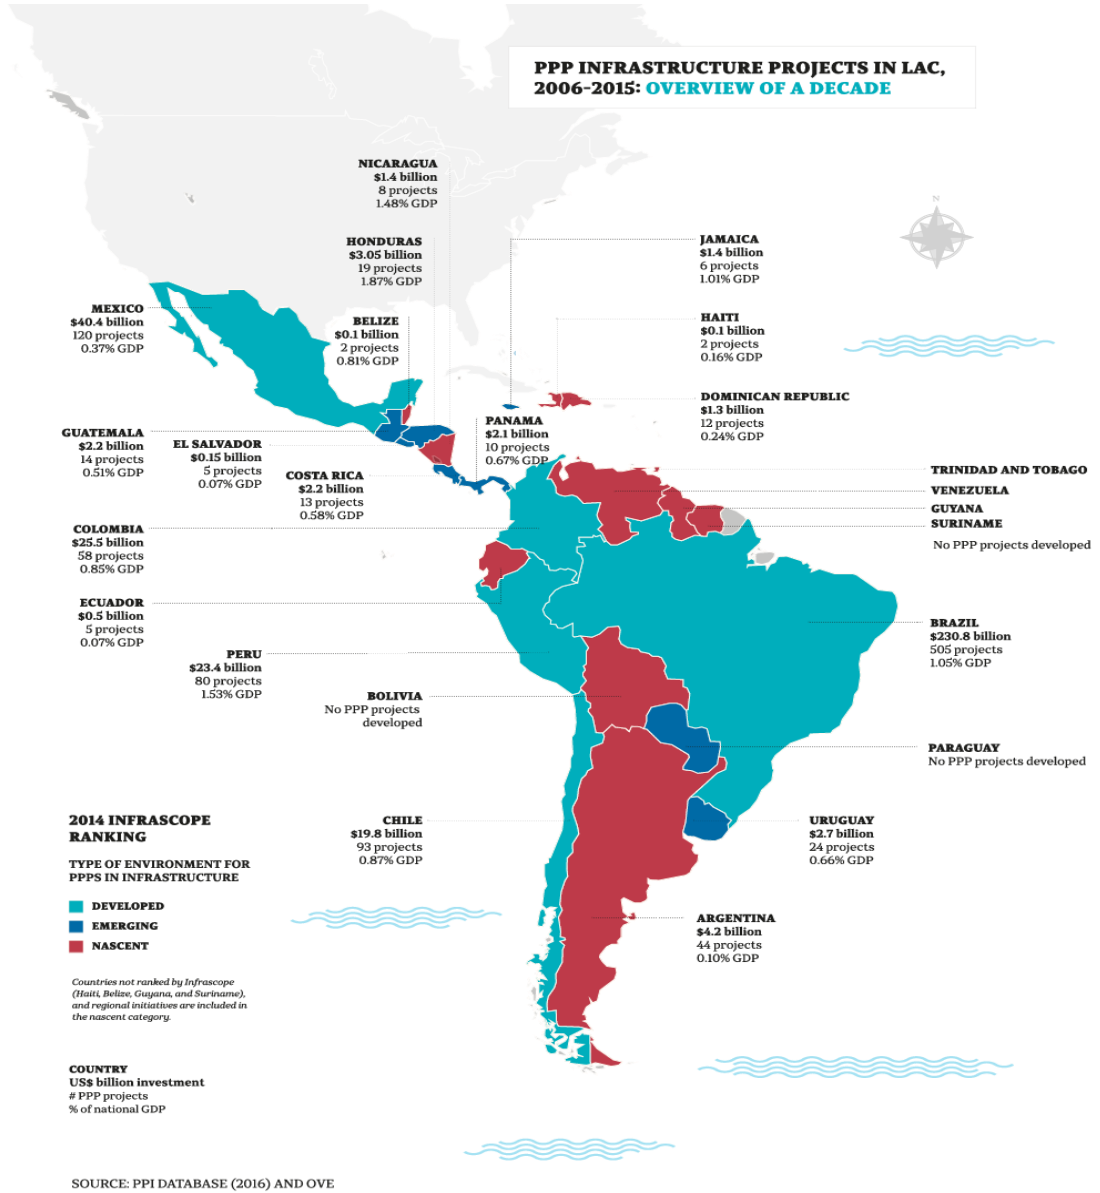 PPP INFRASTRUCTURE PROJECTS IN LAC,
2006-2015: OVERVIEW OF A DECADE
NICARAGUA
$1.4 billion
8 projects
1.48% GDP
N
HONDURAS
$3.05 billion
19 projects
1.87% GDP
JAMAICA
$1.4 billion
6 projects
1.01% GDP
MEXICO
$40.4 billion
120 projects
0.37% GDP
BELIZE
$0.1 billion
2 projects
0.81% GDP
HAITI
$0.1 billion
2 projects
0.16% GDP
DOMINICAN REPUBLIC
$1.3 billion
12 projects
0.24% GDP
PANAMA
$2.1 billion
10 projects
0.67% GDP
GUATEMALA
$2.2 billion
14 projects
0.51% GDP
EL SALVADOR
$0.15 billion
5 projects
0.07% GDP
COSTA RICA
$2.2 billion
13 projects
0.58% GDP
TRINIDAD AND TOBAGO
VENEZUELA
GUYANA
SURINAME
No PPP projects developed
COLOMBIA
$25.5 billion
58 projects
0.85% GDP
ECUADOR
$0.5 billion
5 projects
0.07% GDP
BRAZIL
$230.8 billion
505 projects
1.05% GDP
PERU
$23.4 billion
80 projects
1.53% GDP
BOLIVIA
No PPP projects
developed
PARAGUAY
No PPP projects developed
CHILE
$19.8 billion
93 projects
0.87% GDP
URUGUAY
$2.7 billion
24 projects
0.66% GDP
ARGENTINA
$4.2 billion
44 projects
0.10% GDP
2014 INFRASCOPE
RANKING
TYPE OF ENVIRONMENT FOR
PPPS IN INFRASTRUCTURE
DEVELOPED
EMERGING
NASCENT
Countries not ranked by Infrascope
(Haiti, Belize, Guyana, and Suriname),
and regional initiatives are included in
the nascent category.
COUNTRY
US$ billion investment
# PPP projects
% of national GDP
SOURCE: PPI DATABASE (2016) AND OVE